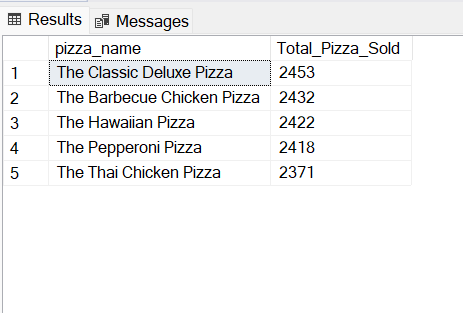 Results Messages
pizza_name Total_Pizza_Sold
1 The Classic Deluxe Pizza 2453
2 The Barbecue Chicken Pizza 2432
3 The Hawaiian Pizza 2422
4 The Pepperoni Pizza 2418
5 The Thai Chicken Pizza 2371